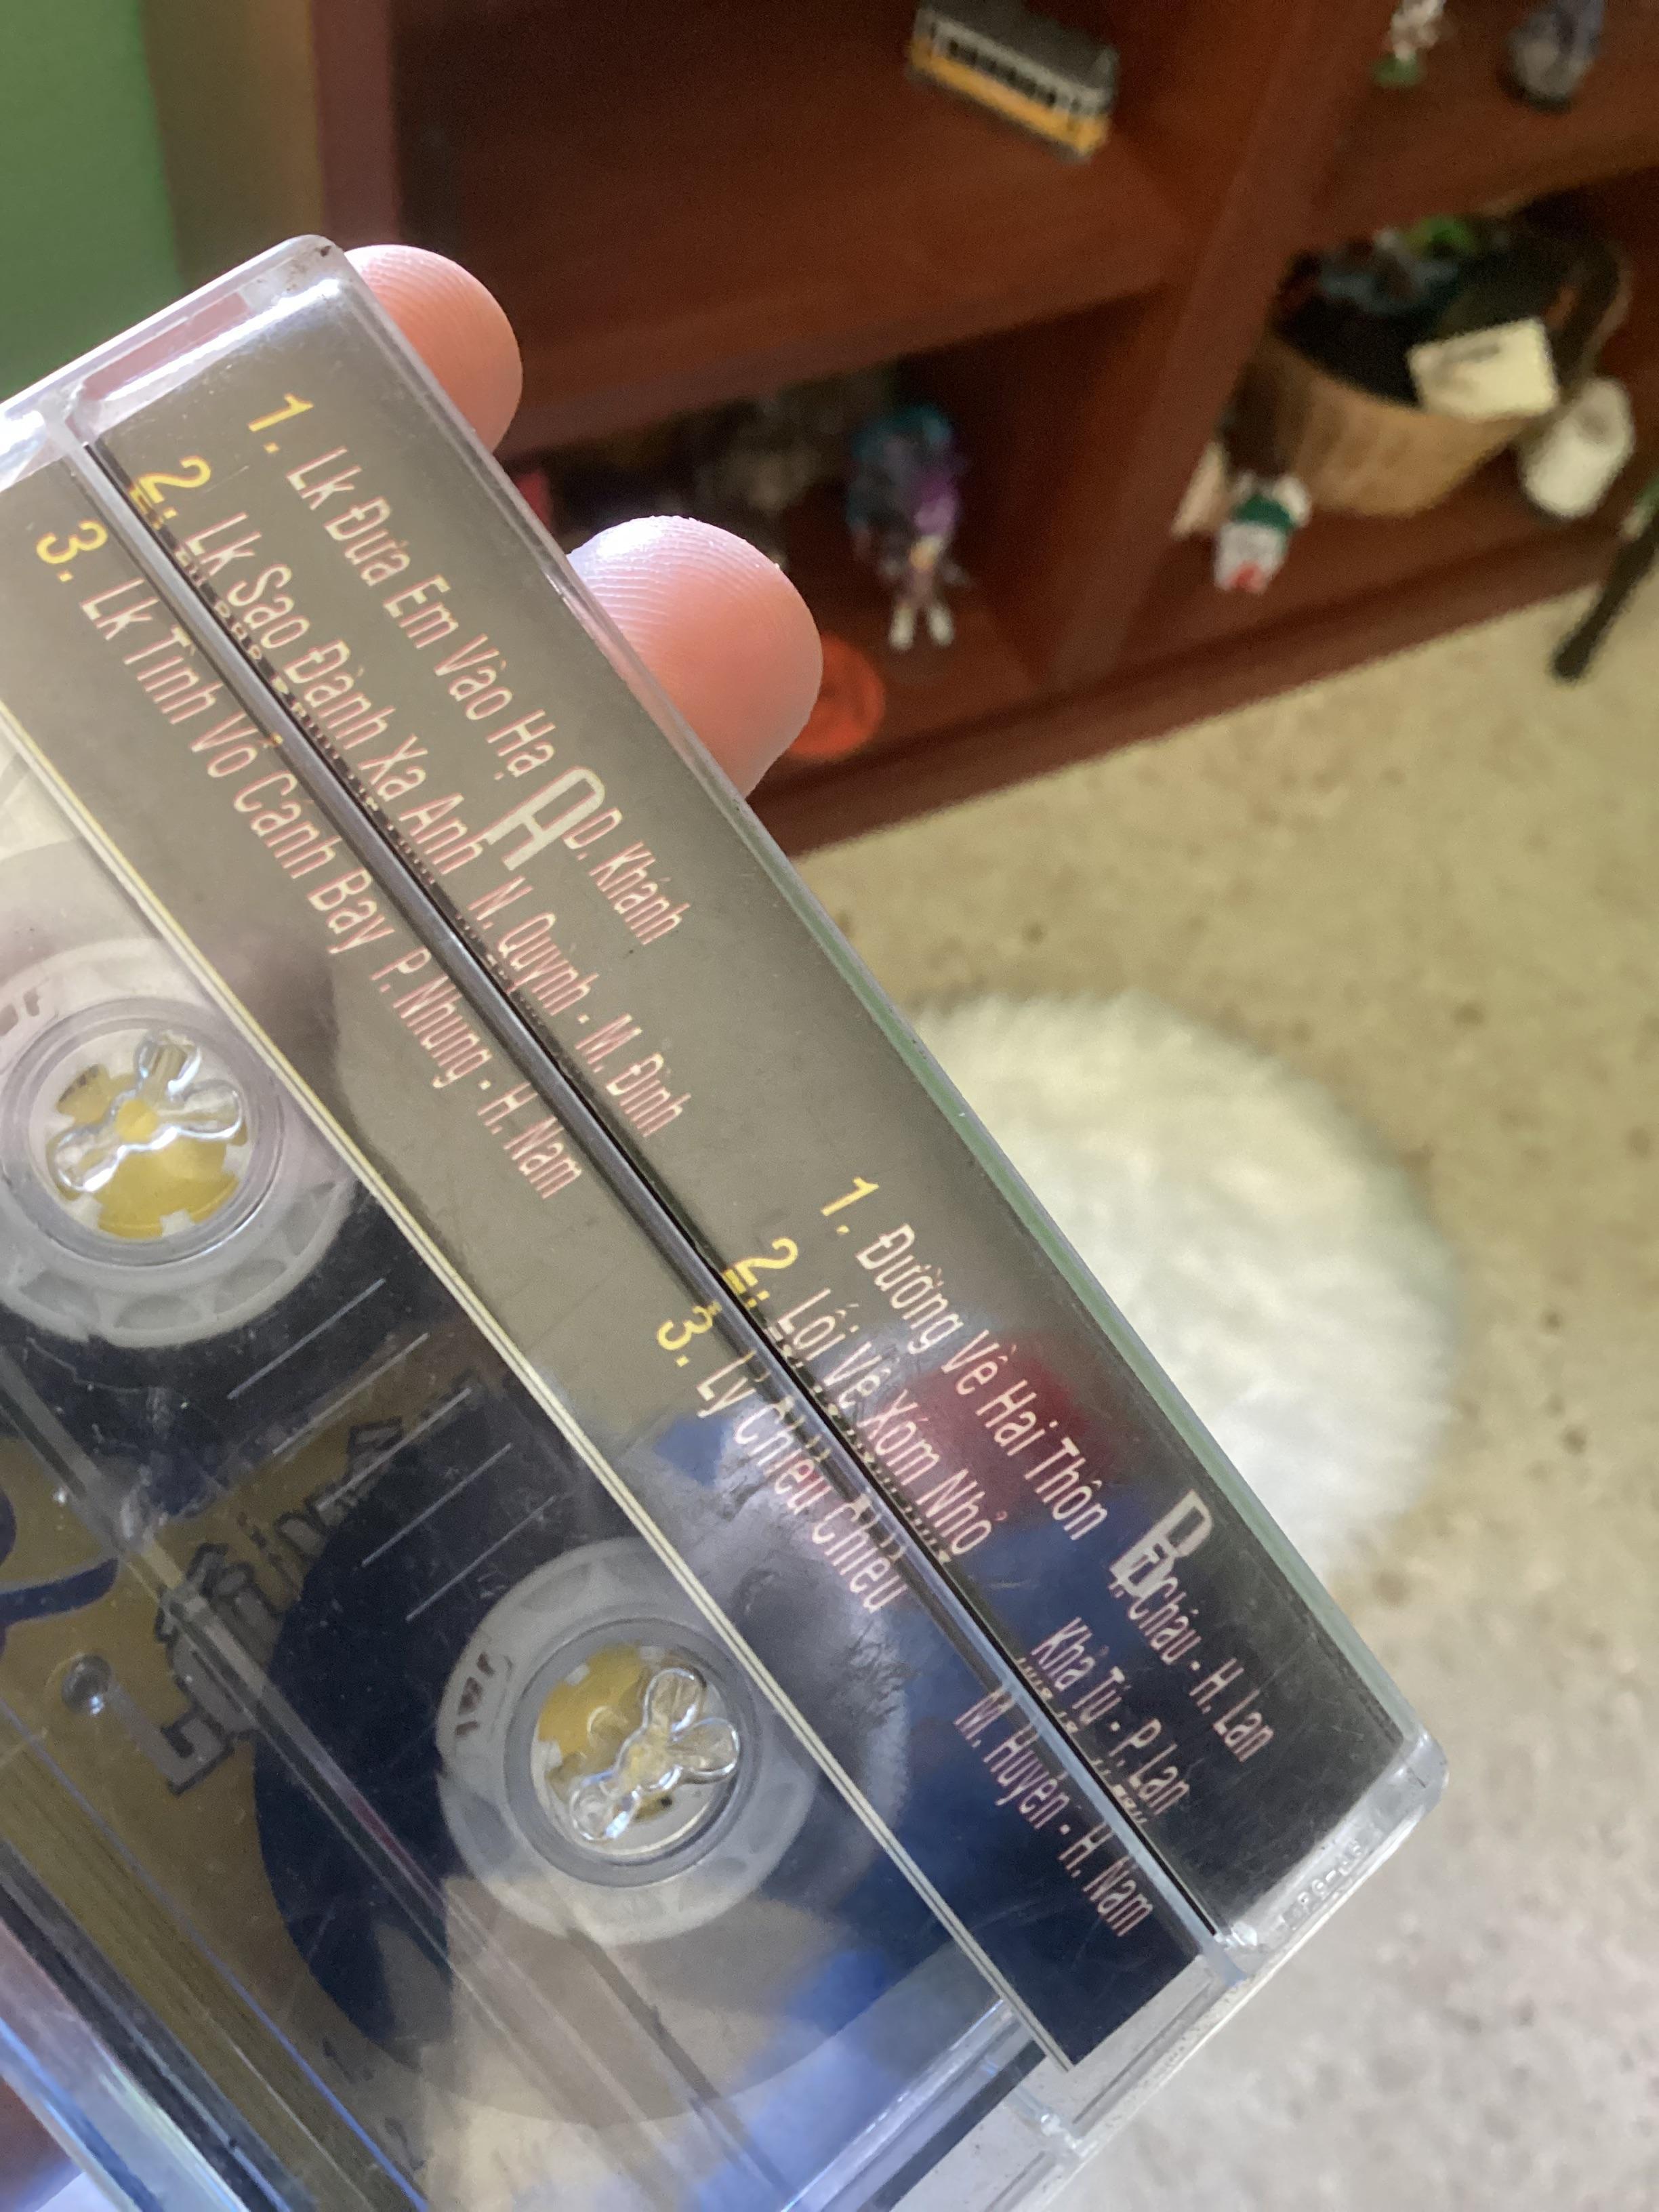 A
1. Lk Đưa Em Vào Hạ D. Khánh
2. Lk Sao Đành Xa Anh N. Quỳnh - M. Định
3. Lk Tình Vỗ Cánh Bay P. Nhung - H. Nam
B
1. Đường Về Hai Thôn Châu - H. Lan
2. Lối Về Xóm Nhỏ Khả Tú - P. Lan
3. Lý Chiều Chiều M. Huyền - H. Nam